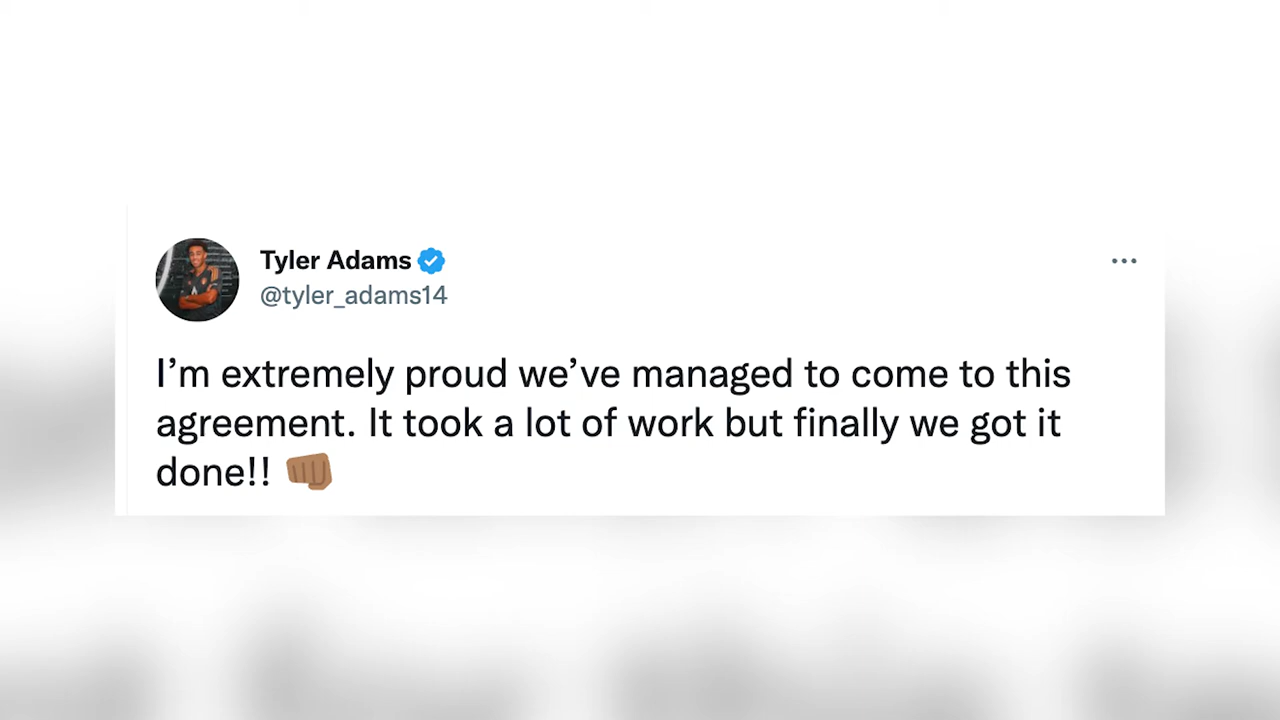 Tyler Adams
@tyler_adams14
I’m extremely proud we’ve managed to come to this
agreement. It took a lot of work but finally we got it
done!! 👊🏾